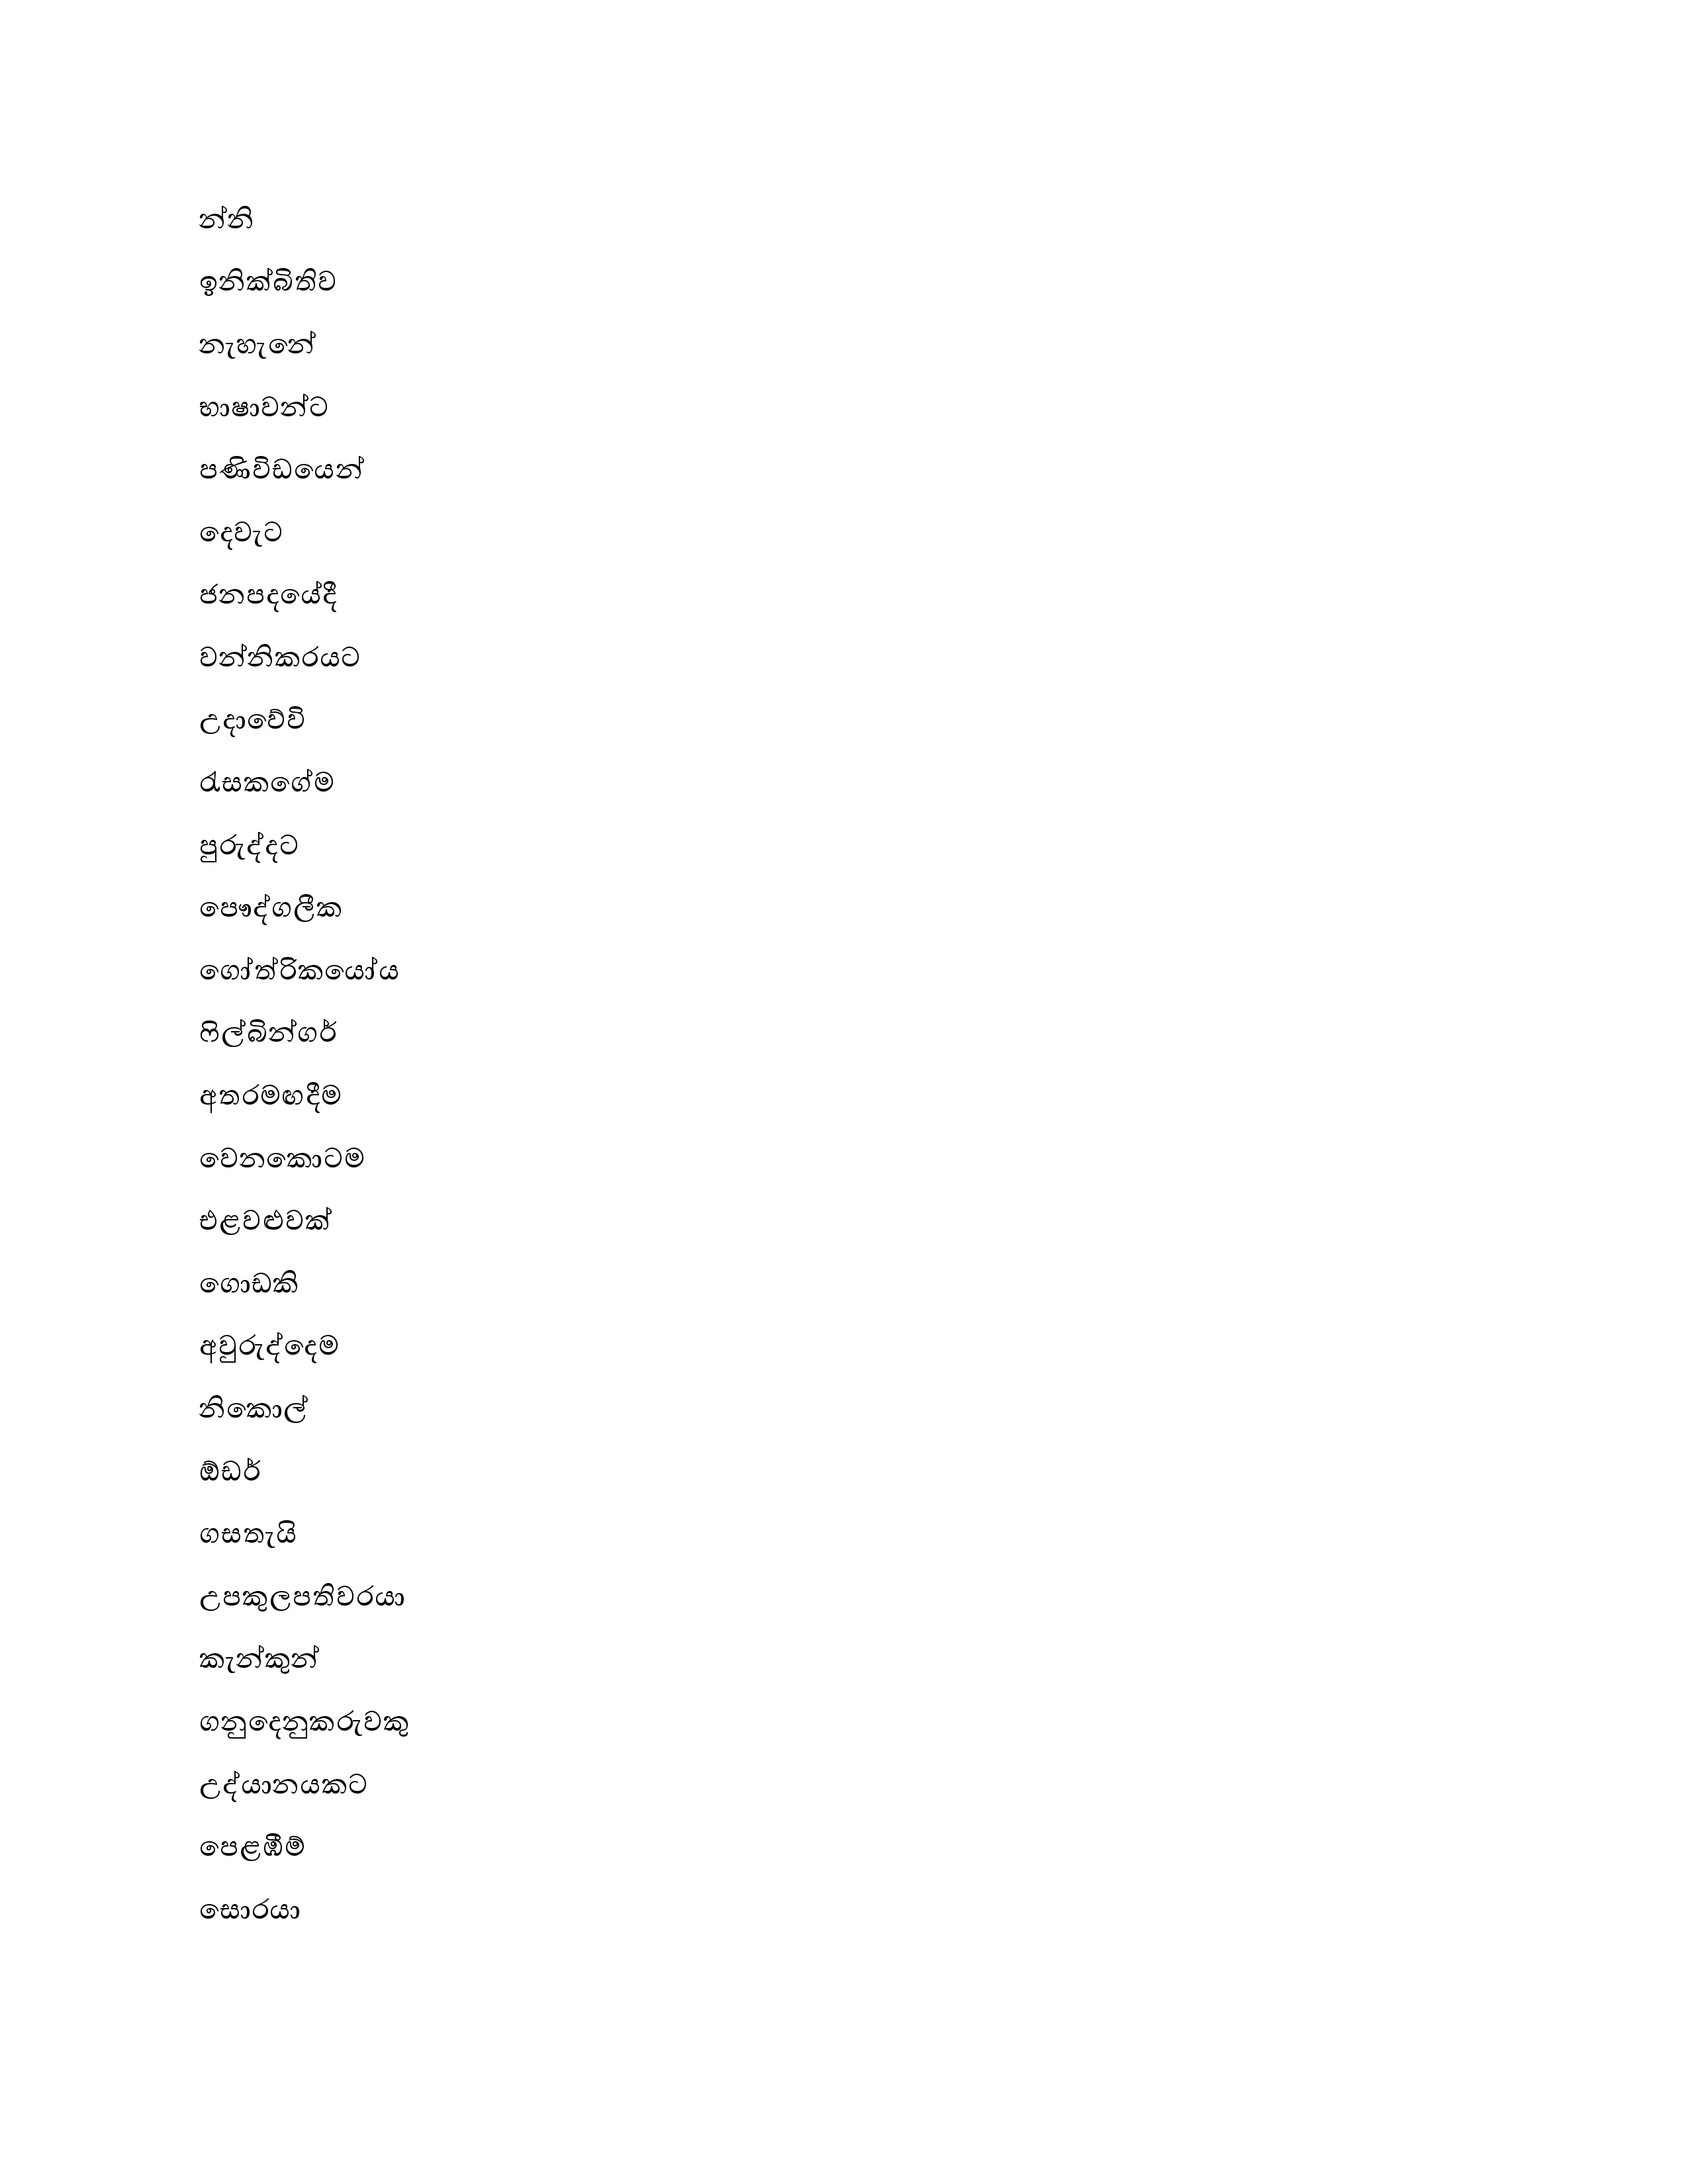 න්නි
ඉනික්බිතිව
නැහැනේ
භාෂාවන්ට
පණිවිඩයෙන්
දෙවැට
ජනපදයේදී
වන්නිකරයට
උදාවේවි
රැසකගේම
පුරුද්දට
පෞද්ගලීක
ගෝත්රිකයෝය
ෆිල්බින්ගර්
අතරමඟදීම
වෙනකොටම
එළවළුවක්
ගොඩකි
අවුරුද්දෙම
නිකොල්
ඕඩර්
ගසතැයි
උපකුලපතිවරයා
කැන්කුන්
ගනුදෙනුකරුවකු
උද්යානයකට
පෙළඹීම්
සොරයා